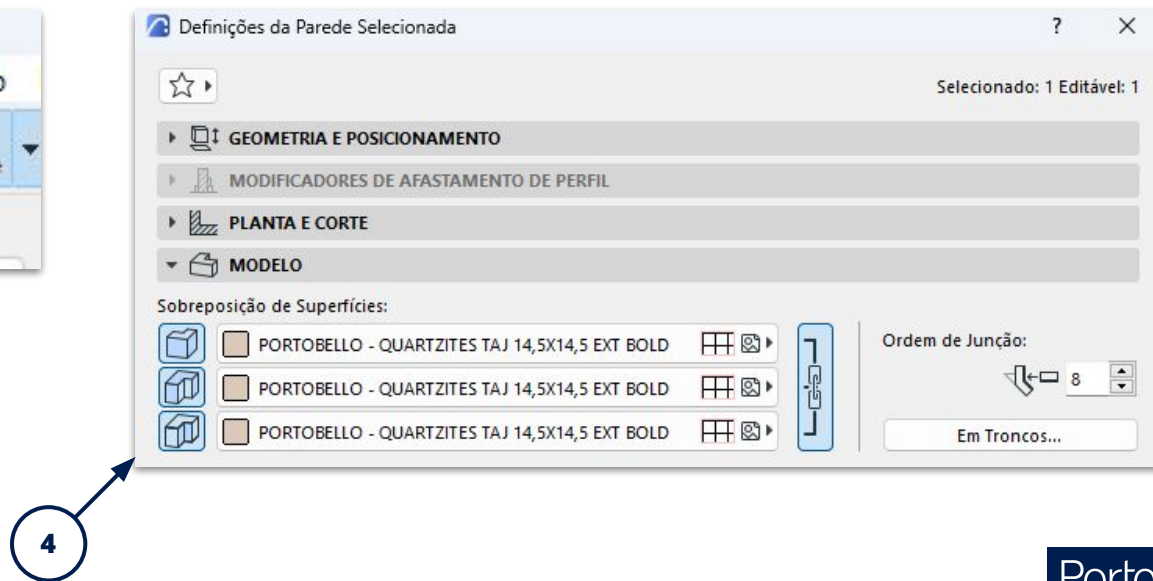 Definições da Parede Selecionada
?
Selecionado: 1 Editável: 1
GEOMETRIA E POSICIONAMENTO
MODIFICADORES DE AFASTAMENTO DE PERFIL
PLANTA E CORTE
MODELO
Sobreposição de Superfícies:
PORTOBELLO - QUARTZITES TAJ 14,5X14,5 EXT BOLD
PORTOBELLO - QUARTZITES TAJ 14,5X14,5 EXT BOLD
PORTOBELLO - QUARTZITES TAJ 14,5X14,5 EXT BOLD
Ordem de Junção:
8
Em Troncos...
4
Porto